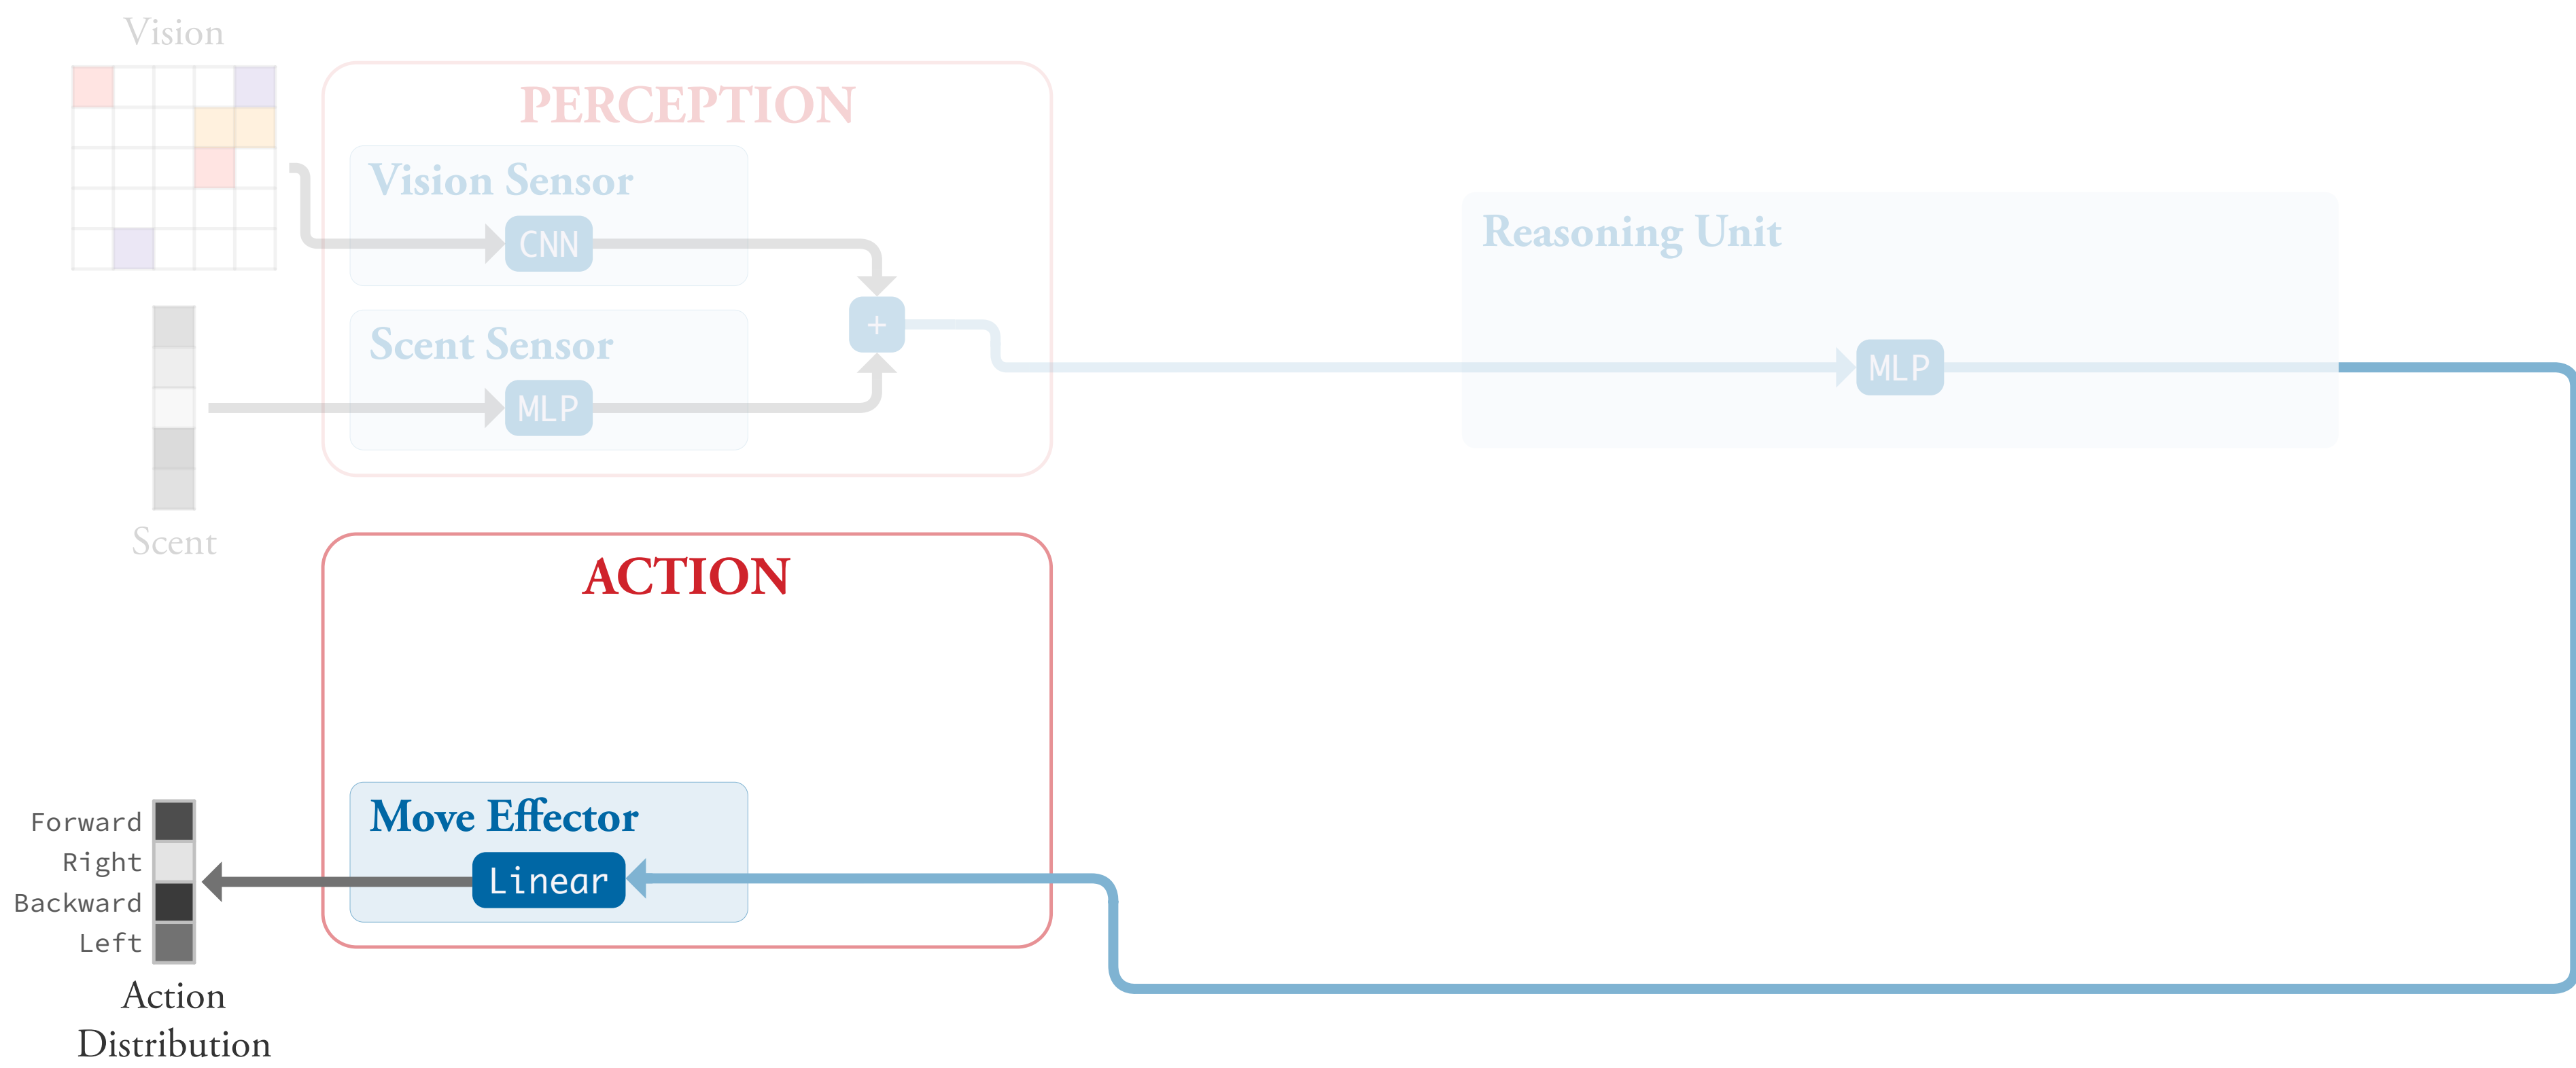 Vision
PERCEPTION
Vision Sensor
CNN
Reasoning Unit
+
Scent Sensor
MLP
MLP
Scent
ACTION
Move Effector
Linear
Forward
Right
Backward
Left
Action
Distribution